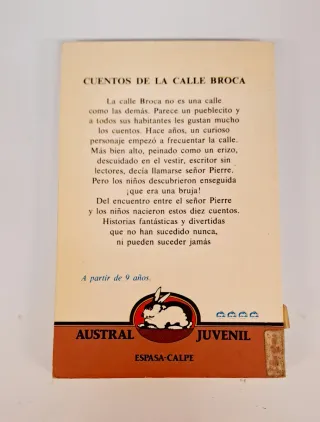 CUENTOS DE LA CALLE BROCA
La calle Broca no es una calle
como las demás. Parece un pueblecito y
a todos sus habitantes les gustan mucho
los cuentos. Hace años, un curioso
personaje empezó a frecuentar la calle.
Más bien alto, peinado como un erizo,
descuidado en el vestir, escritor sin
lectores, decía llamarse señor Pierre.
Pero los niños descubrieron enseguida
¡que era una bruja!
Del encuentro entre el señor Pierre
y los niños nacieron estos diez cuentos.
Historias fantásticas y divertidas
que no han sucedido nunca,
ni pueden suceder jamás
A partir de 9 años.
AUSTRAL JUVENIL
ESPASA-CALPE